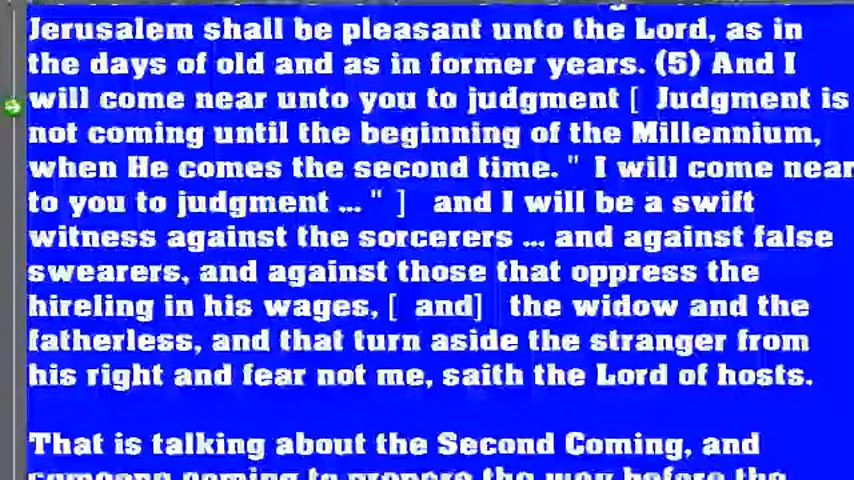 Jerusalem shall be pleasant unto the Lord, as in
the days of old and as in former years. (5) And I
will come near unto you to judgment [ Judgment is
not coming until the beginning of the Millennium,
when He comes the second time. " I will come near
to you to judgment ... " ] and I will be a swift
witness against the sorcerers ... and against false
swearers, and against those that oppress the
hireling in his wages, [ and] the widow and the
fatherless, and that turn aside the stranger from
his right and fear not me, saith the Lord of hosts.
That is talking about the Second Coming, and
someone coming to prepare the way before the